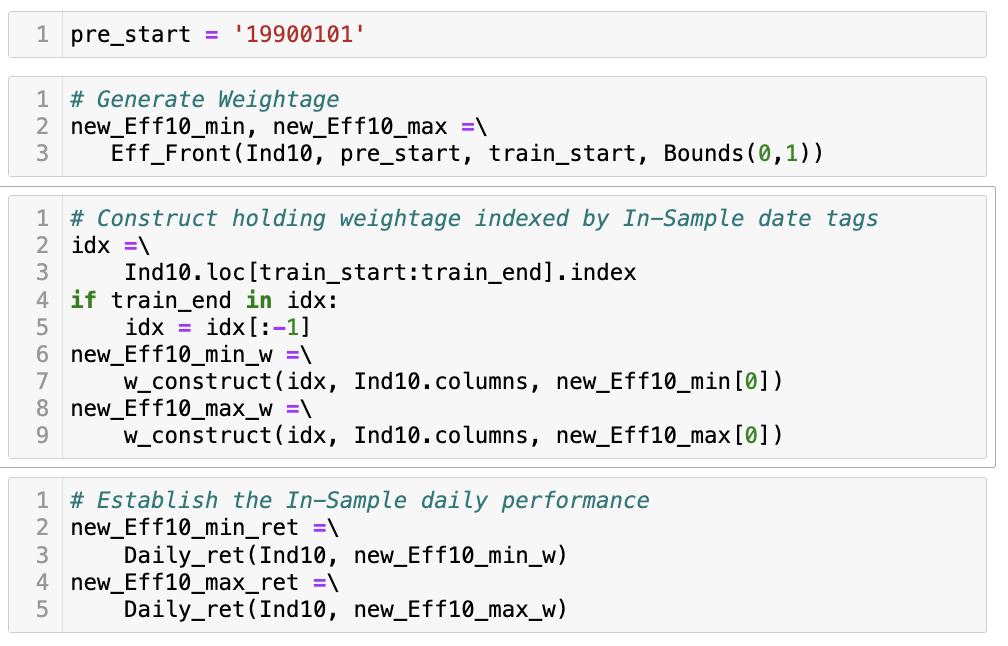 1 pre_start = '19900101'
1 # Generate Weightage
2 new_Eff10_min, new_Eff10_max =\
3    Eff_Front(Ind10, pre_start, train_start, Bounds(0,1))
1 # Construct holding weightage indexed by In-Sample date tags
2 idx =\
3     Ind10.loc[train_start:train_end].index
4 if train_end in idx:
5     idx = idx[:-1]
6 new_Eff10_min_w =\
7     w_construct(idx, Ind10.columns, new_Eff10_min[0])
8 new_Eff10_max_w =\
9     w_construct(idx, Ind10.columns, new_Eff10_max[0])
1 # Establish the In-Sample daily performance
2 new_Eff10_min_ret =\
3     Daily_ret(Ind10, new_Eff10_min_w)
4 new_Eff10_max_ret =\
5     Daily_ret(Ind10, new_Eff10_max_w)